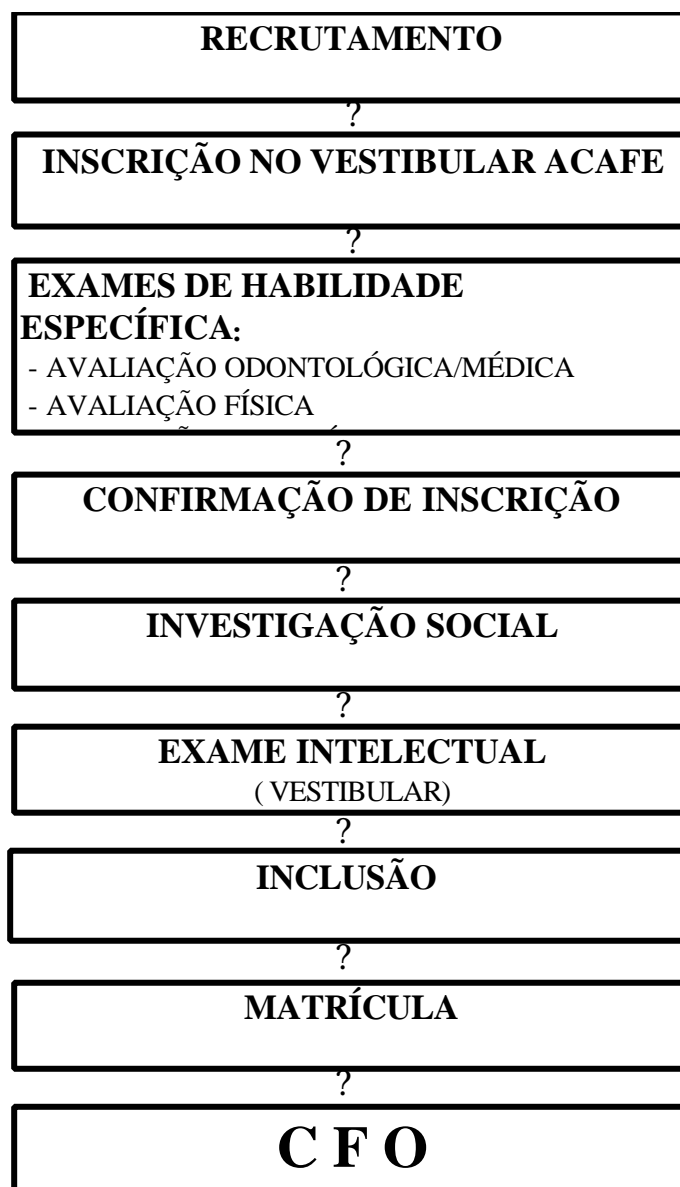 RECRUTAMENTO
?
INSCRIÇÃO NO VESTIBULAR ACAFE
?
EXAMES DE HABILIDADE
ESPECÍFICA:
- AVALIAÇÃO ODONTOLÓGICA/MÉDICA
- AVALIAÇÃO FÍSICA
?
CONFIRMAÇÃO DE INSCRIÇÃO
?
INVESTIGAÇÃO SOCIAL
?
EXAME INTELECTUAL
( VESTIBULAR)
?
INCLUSÃO
?
MATRÍCULA
?
C F O